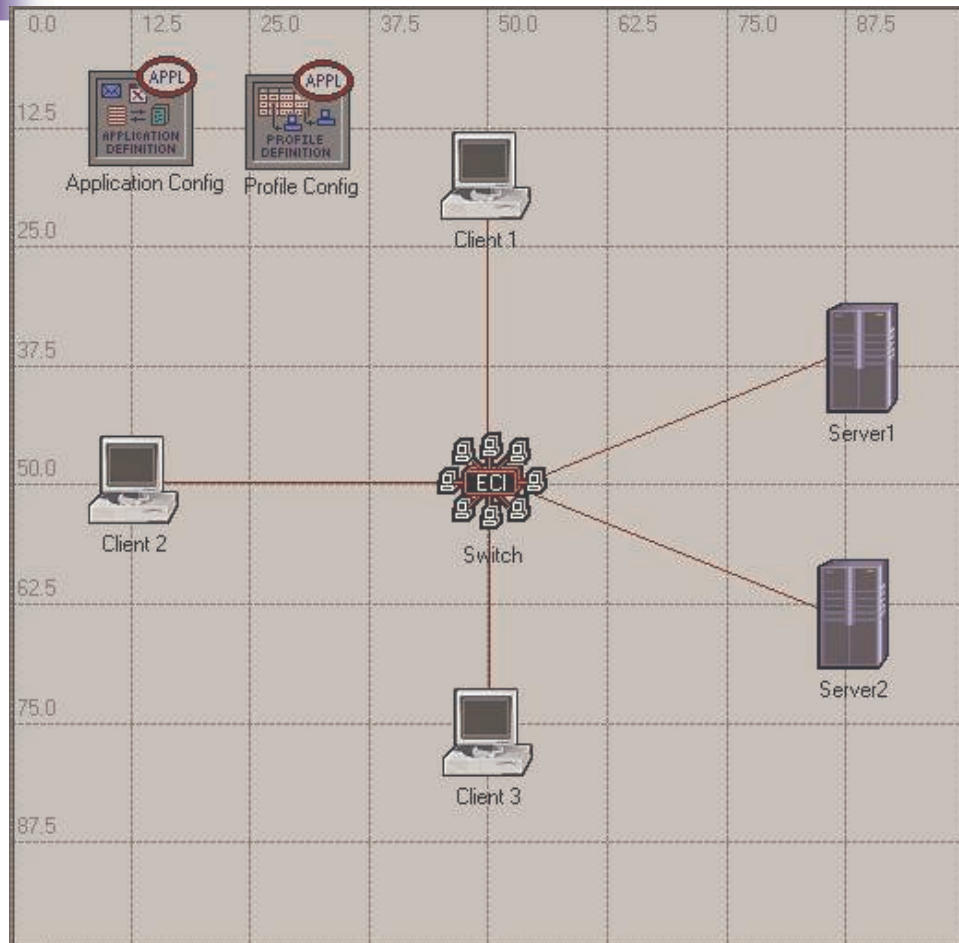 0.0 12.5 25.0 37.5 50.0 62.5 75.0 87.5
APPL
APPL
12.5
APPLICATION
DEFINITION
PROFILE
DEFINITION
Application Config
Profile Config
25.0
Client 1
37.5
Server1
50.0
ECI
Client 2
Switch
62.5
Server2
75.0
Client 3
87.5